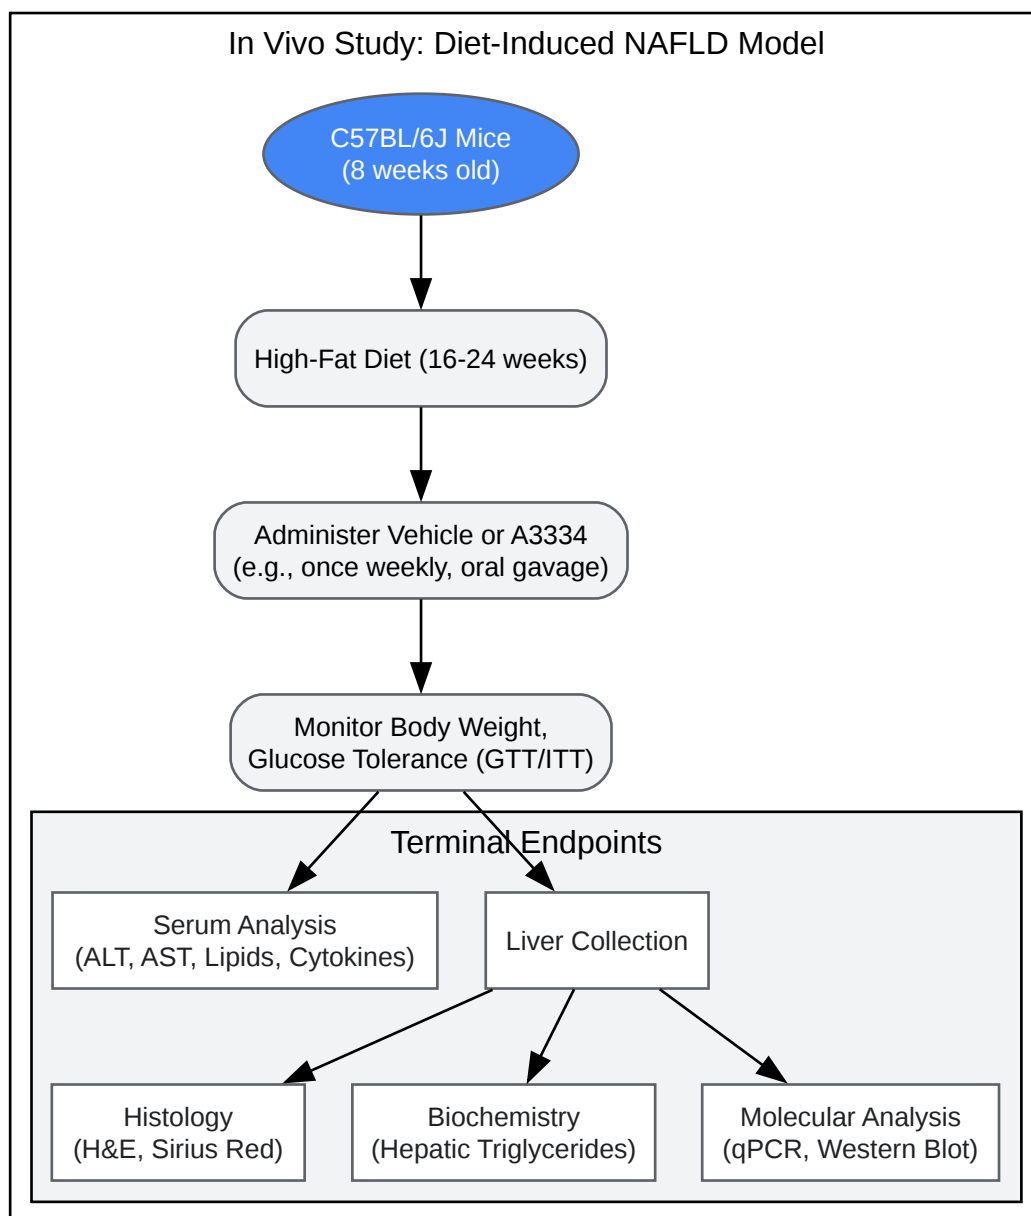 In Vivo Study: Diet-Induced NAFLD Model
C57BL/6J Mice
(8 weeks old)
High-Fat Diet (16-24 weeks)
Administer Vehicle or A3334
(e.g., once weekly, oral gavage)
Monitor Body Weight,
Glucose Tolerance (GTT/ITT)
Terminal Endpoints
Serum Analysis
(ALT, AST, Lipids, Cytokines)
Liver Collection
Histology
(H&E, Sirius Red)
Biochemistry
(Hepatic Triglycerides)
Molecular Analysis
(qPCR, Western Blot)